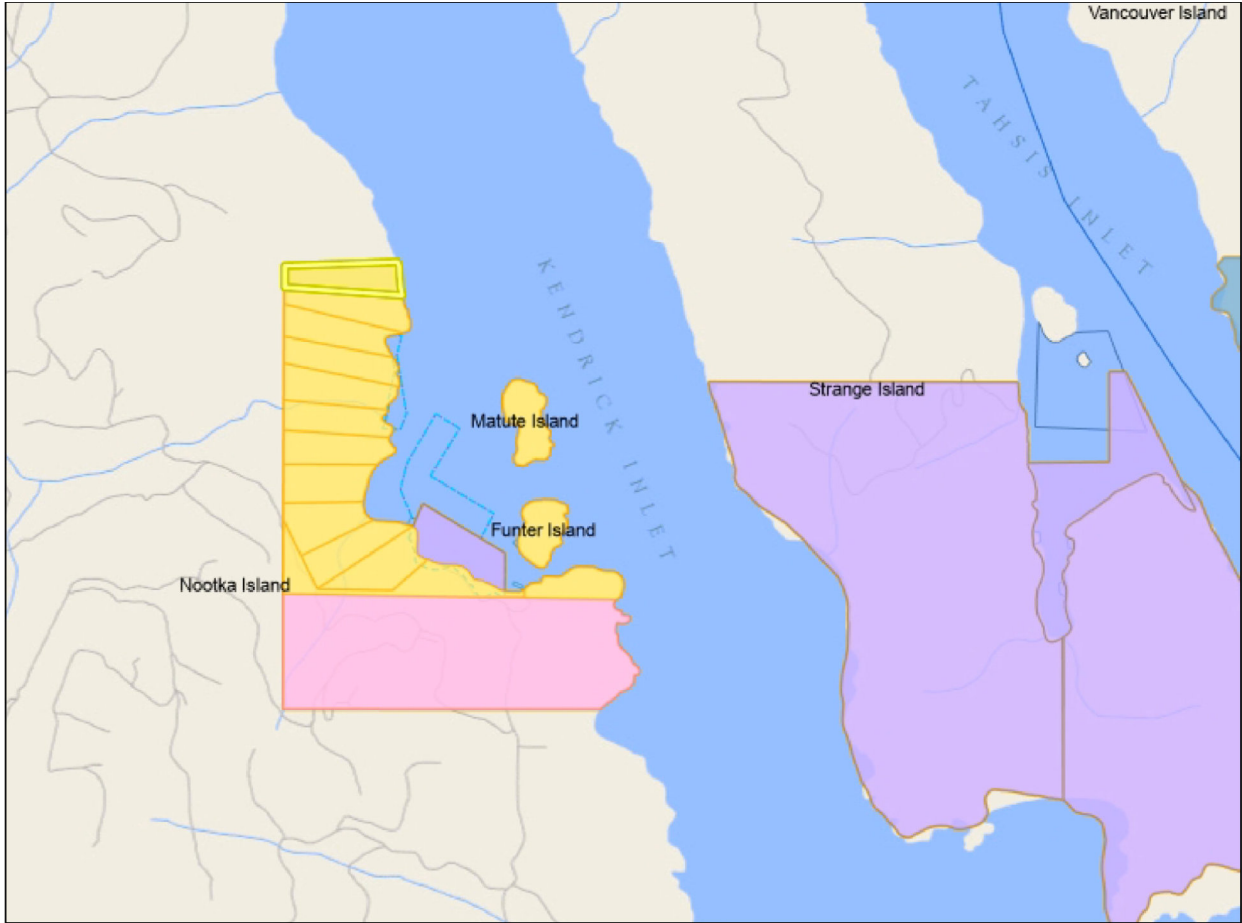 Vancouver Island
TAHSIS INLET
KENDRICK INLET
Strange Island
Matute Island
Funter Island
Nootka Island